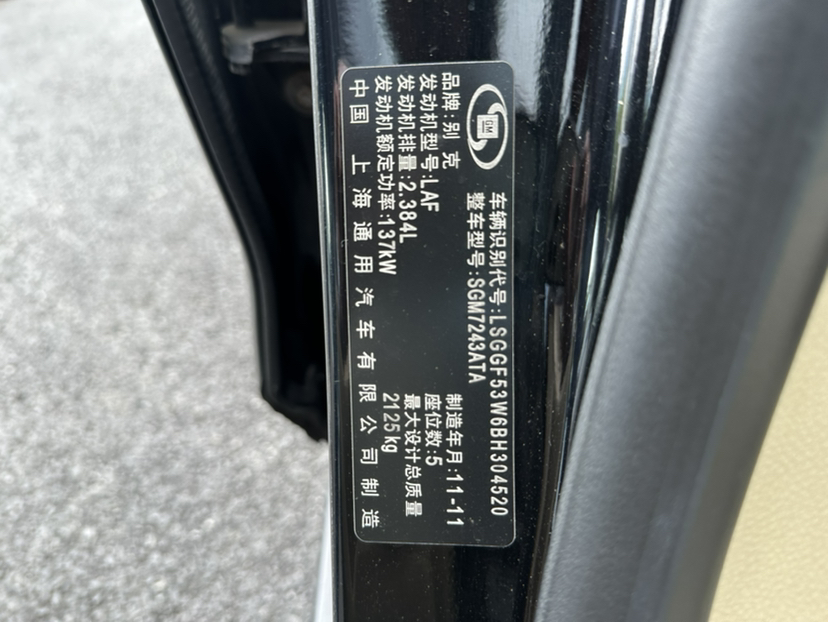 GM
车辆识别代号:LSGGF53W6BH304520
整车型号:SGM7243ATA
品牌:别克
制造年月:11-11
发动机型号:LAF
座位数:5
发动机排量:2.384L
最大设计总质量
发动机额定功率:137kW
2125kg
中国 上海通用汽车有限公司制造